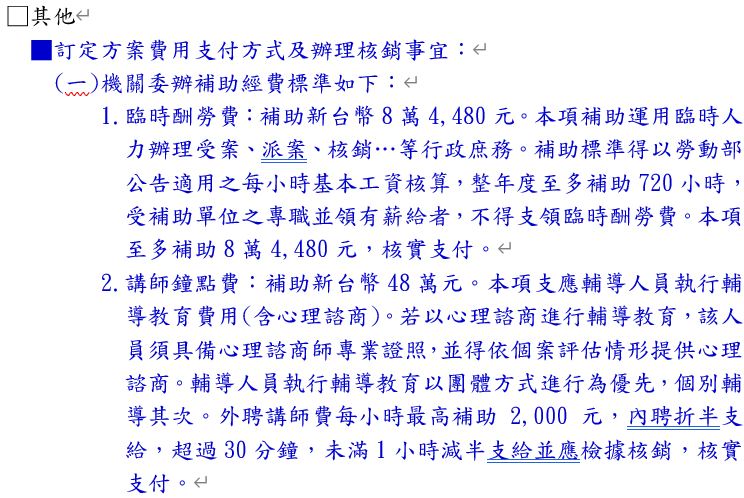 □其他
■訂定方案費用支付方式及辦理核銷事宜：
(一)機關委辦補助經費標準如下：
1. 臨時酬勞費：補助新台幣 8 萬 4,480 元。本項補助運用臨時人
力辦理受案、派案、核銷…等行政庶務。補助標準得以勞動部
公告適用之每小時基本工資核算，整年度至多補助 720 小時，
受補助單位之專職並領有薪給者，不得支領臨時酬勞費。本項
至多補助 8 萬 4,480 元，核實支付。
2. 講師鐘點費：補助新台幣 48 萬元。本項支應輔導人員執行輔
導教育費用(含心理諮商)。若以心理諮商進行輔導教育，該人
員須具備心理諮商師專業證照，並得依個案評估情形提供心理
諮商。輔導人員執行輔導教育以團體方式進行為優先，個別輔
導其次。外聘講師費每小時最高補助 2,000 元，內聘折半支
給，超過 30 分鐘，未滿 1 小時減半支給並應檢據核銷，核實
支付。